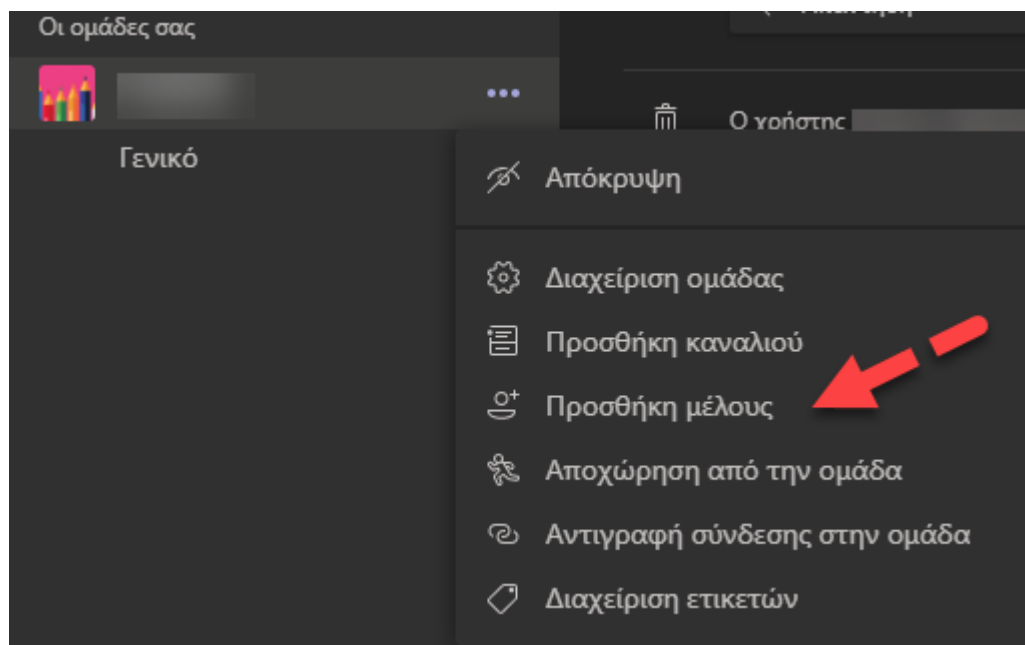 Οι ομάδες σας
Ο χρήστης
Γενικό
Απόκρυψη
Διαχείριση ομάδας
Προσθήκη καναλιού
Προσθήκη μέλους
Αποχώρηση από την ομάδα
Αντιγραφή σύνδεσης στην ομάδα
Διαχείριση ετικετών